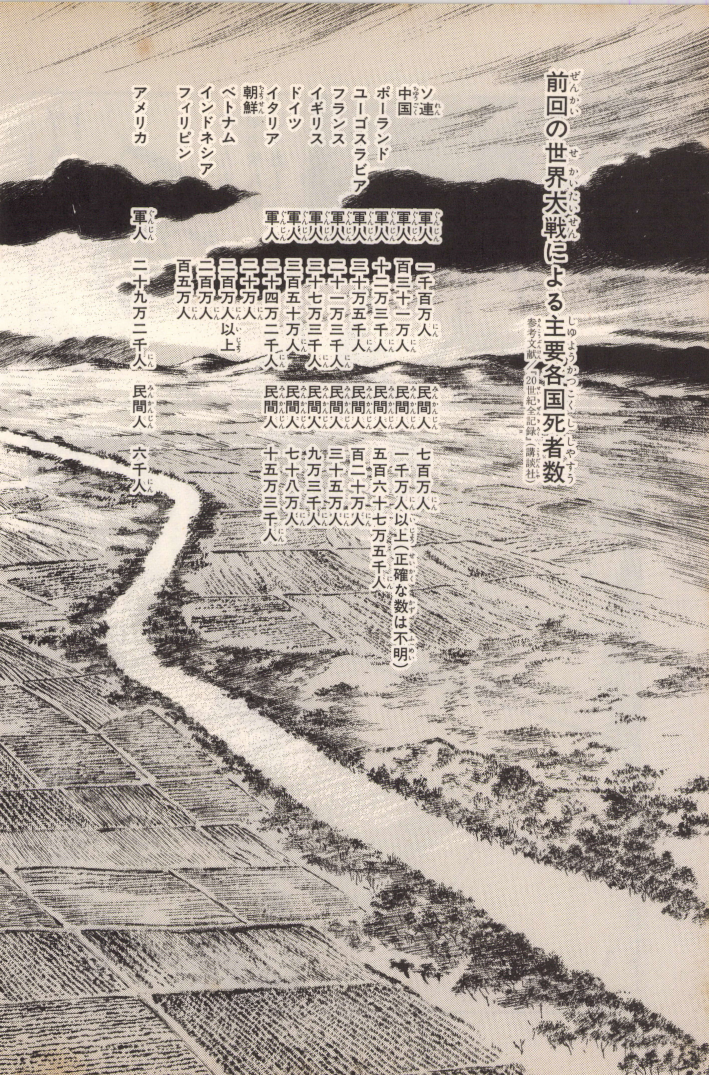 前回の世界大戦による主要各国死者数
参考文献/「20世紀全記録」(講談社)
ソ連 軍人 一千百万人 民間人 七百万人
中国 軍人 百三十一万人 民間人 一千万人以上(正確な数は不明)
ポーランド 軍人 十二万三千人 民間人 五百六十七万五千人
ユーゴスラビア 軍人 三十万五千人 民間人 百二十万人
フランス 軍人 二十一万三千人 民間人 三十五万人
イギリス 軍人 三十七万三千人 民間人 九万三千人
ドイツ 軍人 三百五十万人 民間人 七十八万人
イタリア 軍人 二十四万二千人 民間人 十五万三千人
朝鮮 二十万人
ベトナム 二百万人以上
インドネシア 二百万人
フィリピン 百五万人
アメリカ 軍人 二十九万二千人 民間人 六千人